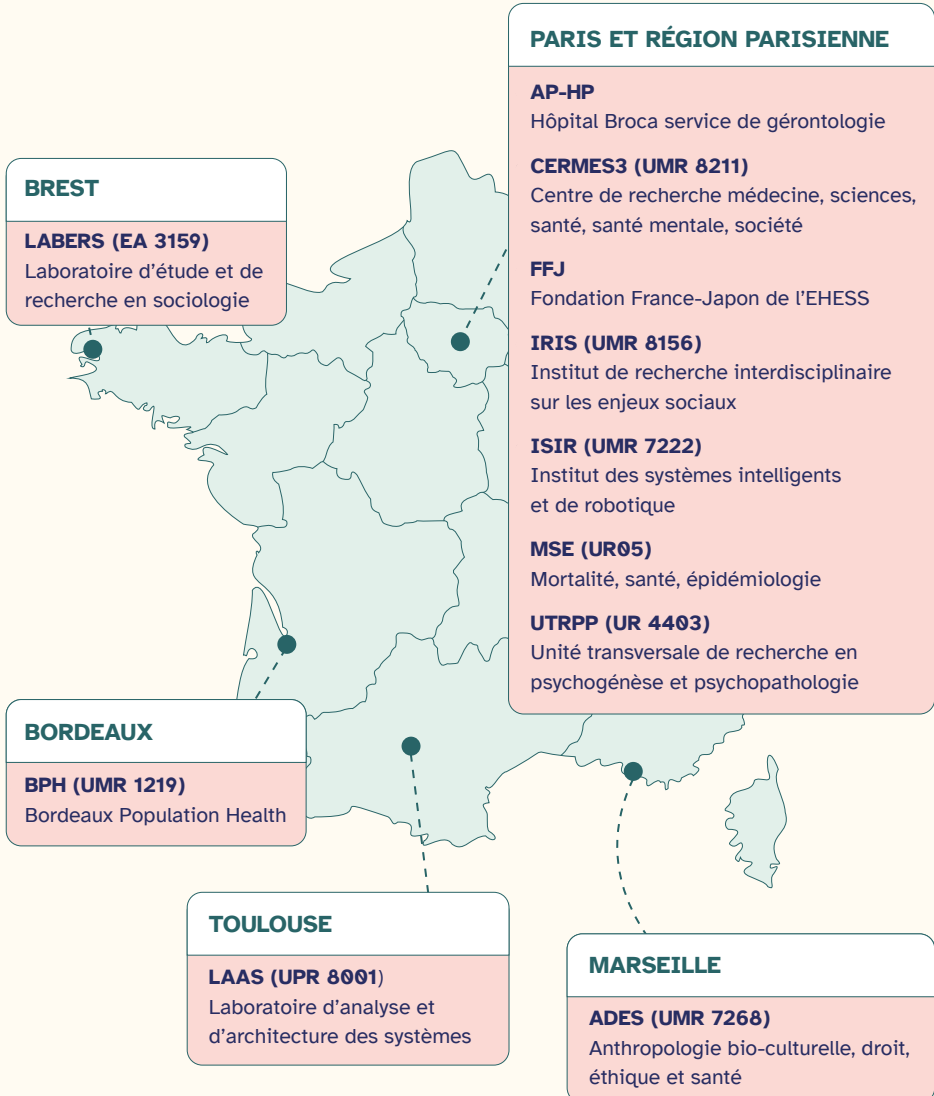 PARIS ET RÉGION PARISIENNE
AP-HP
Hôpital Broca service de gérontologie
CERMES3 (UMR 8211)
Centre de recherche médecine, sciences,
santé, santé mentale, société
FFJ
Fondation France-Japon de l’EHESS
IRIS (UMR 8156)
Institut de recherche interdisciplinaire
sur les enjeux sociaux
ISIR (UMR 7222)
Institut des systèmes intelligents
et de robotique
MSE (UR05)
Mortalité, santé, épidémiologie
UTRPP (UR 4403)
Unité transversale de recherche en
psychogénèse et psychopathologie
BREST
LABERS (EA 3159)
Laboratoire d’étude et de
recherche en sociologie
BORDEAUX
BPH (UMR 1219)
Bordeaux Population Health
TOULOUSE
LAAS (UPR 8001)
Laboratoire d’analyse et
d’architecture des systèmes
MARSEILLE
ADES (UMR 7268)
Anthropologie bio-culturelle, droit,
éthique et santé